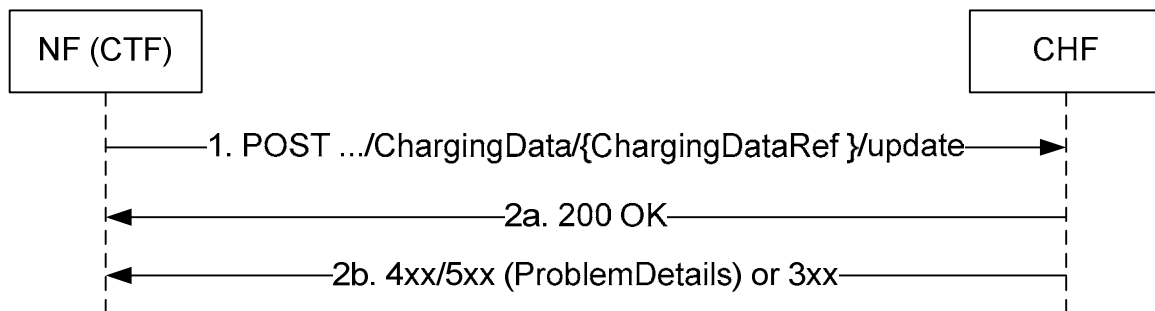 NF (CTF)
CHF
1. POST .../ChargingData/{ChargingDataRef }/update
2a. 200 OK
2b. 4xx/5xx (ProblemDetails) or 3xx